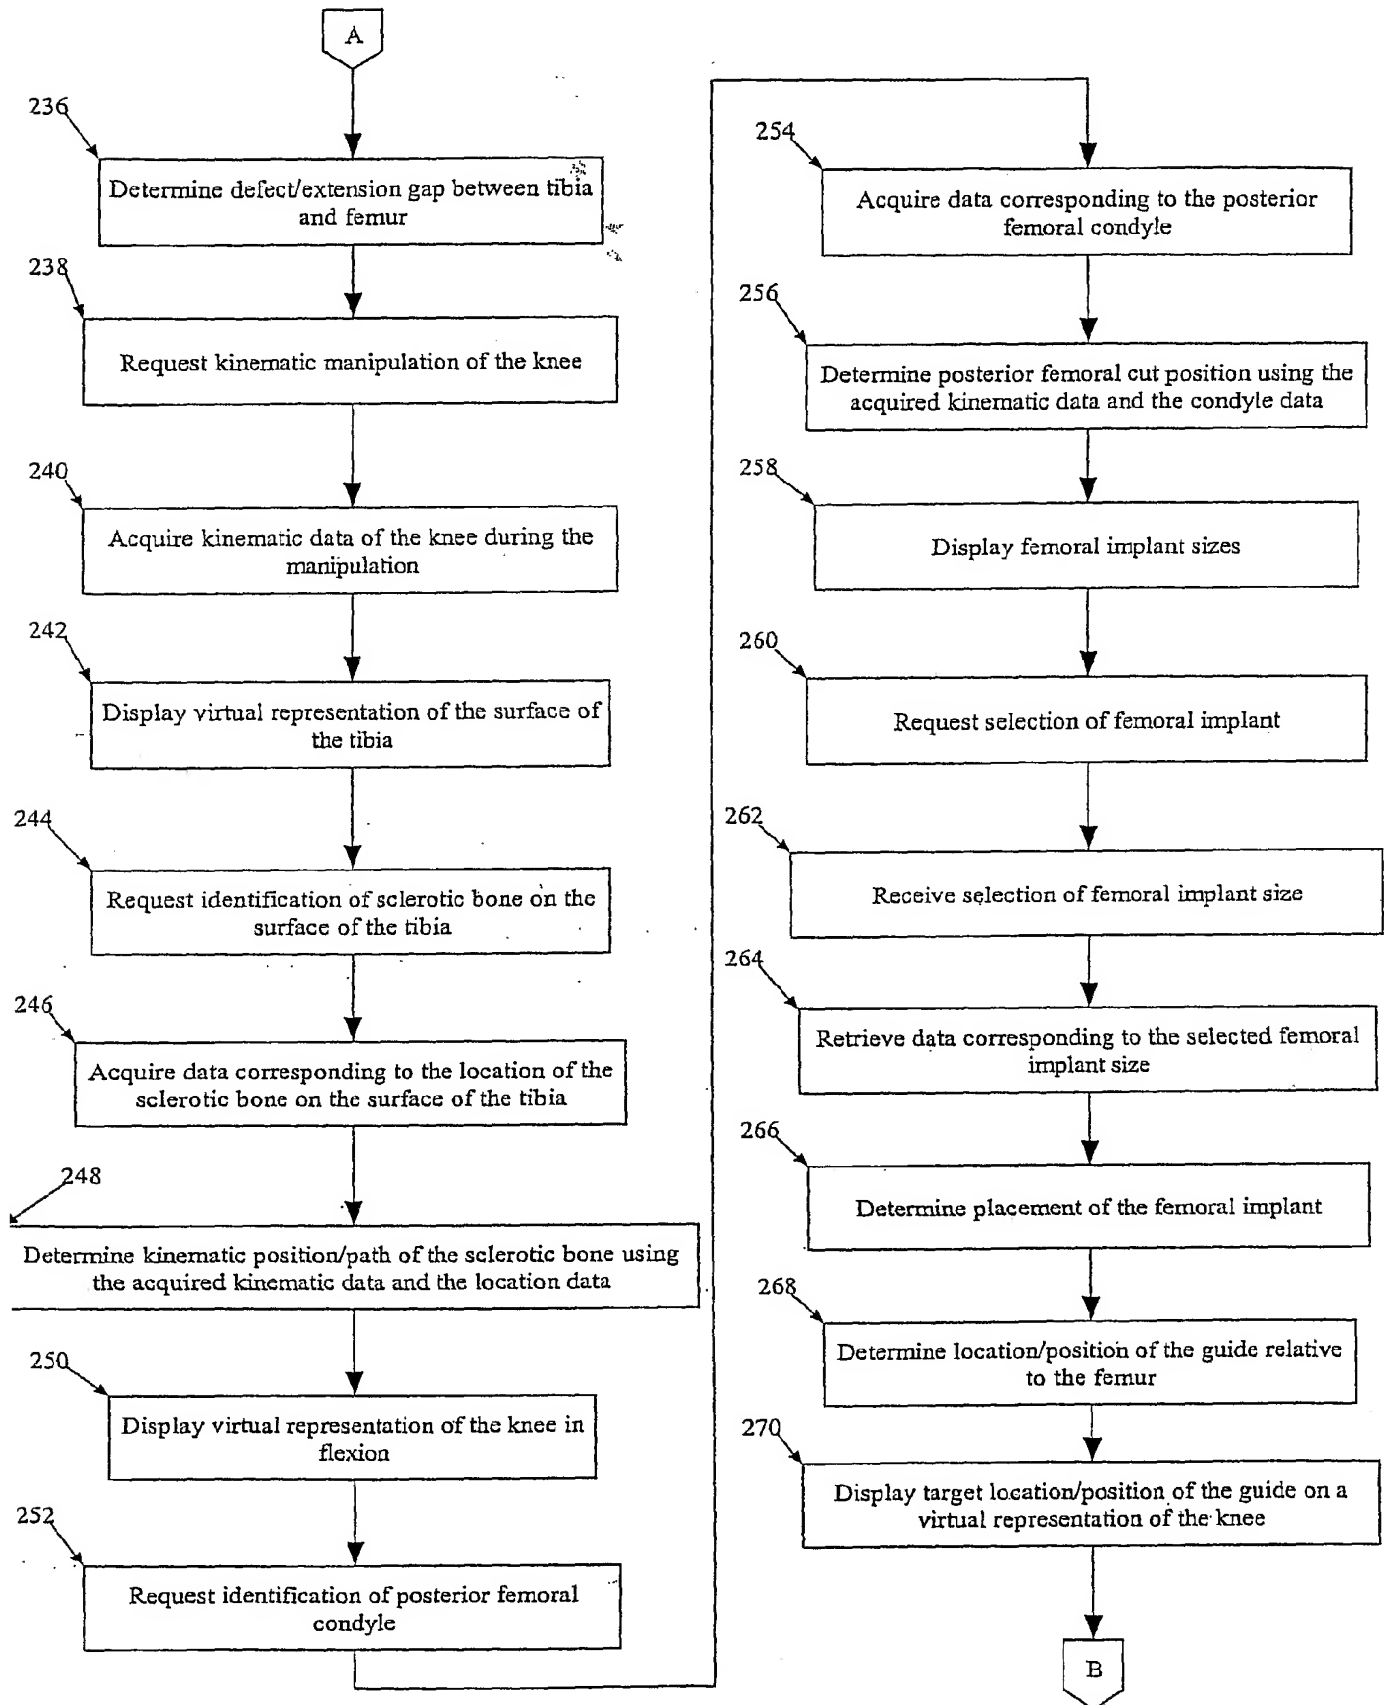 A
236
Determine defect/extension gap between tibia
and femur
238
Request kinematic manipulation of the knee
240
Acquire kinematic data of the knee during the
manipulation
242
Display virtual representation of the surface of
the tibia
244
Request identification of sclerotic bone on the
surface of the tibia
246
Acquire data corresponding to the location of the
sclerotic bone on the surface of the tibia
248
Determine kinematic position/path of the sclerotic bone using
the acquired kinematic data and the location data
250
Display virtual representation of the knee in
flexion
252
Request identification of posterior femoral
condyle
254
Acquire data corresponding to the posterior
femoral condyle
256
Determine posterior femoral cut position using the
acquired kinematic data and the condyle data
258
Display femoral implant sizes
260
Request selection of femoral implant
262
Receive selection of femoral implant size
264
Retrieve data corresponding to the selected femoral
implant size
266
Determine placement of the femoral implant
268
Determine location/position of the guide relative
to the femur
270
Display target location/position of the guide on a
virtual representation of the knee
B